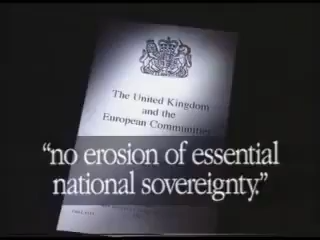 The United Kingdom
and the
European Communities
“no erosion of essential
national sovereignty.”